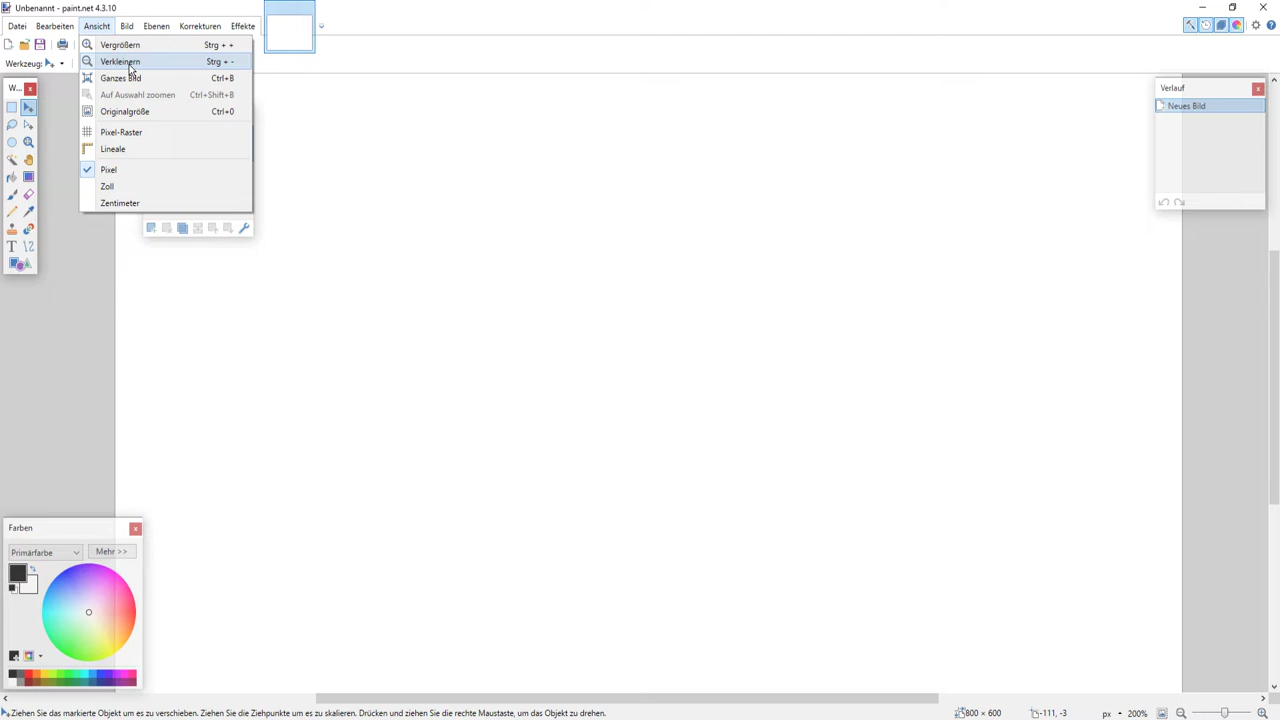 Unbenannt - paint.net 4.3.10
Datei Bearbeiten Ansicht Bild Ebenen Korrekturen Effekte
Werkzeug:
Vergrößern Strg + +
Verkleinern Strg + -
Ganzes Bild Ctrl+B
Auf Auswahl zoomen Ctrl+Shift+B
Originalgröße Ctrl+0
Pixel-Raster
Lineale
Pixel
Zoll
Zentimeter
W...
Verlauf
Neues Bild
Farben
Primärfarbe Mehr >>
Ziehen Sie das markierte Objekt um es zu verschieben. Ziehen Sie die Ziehpunkte um es zu skalieren. Drücken und ziehen Sie die rechte Maustaste, um das Objekt zu drehen. 800 × 600 -111, -3 px 200%